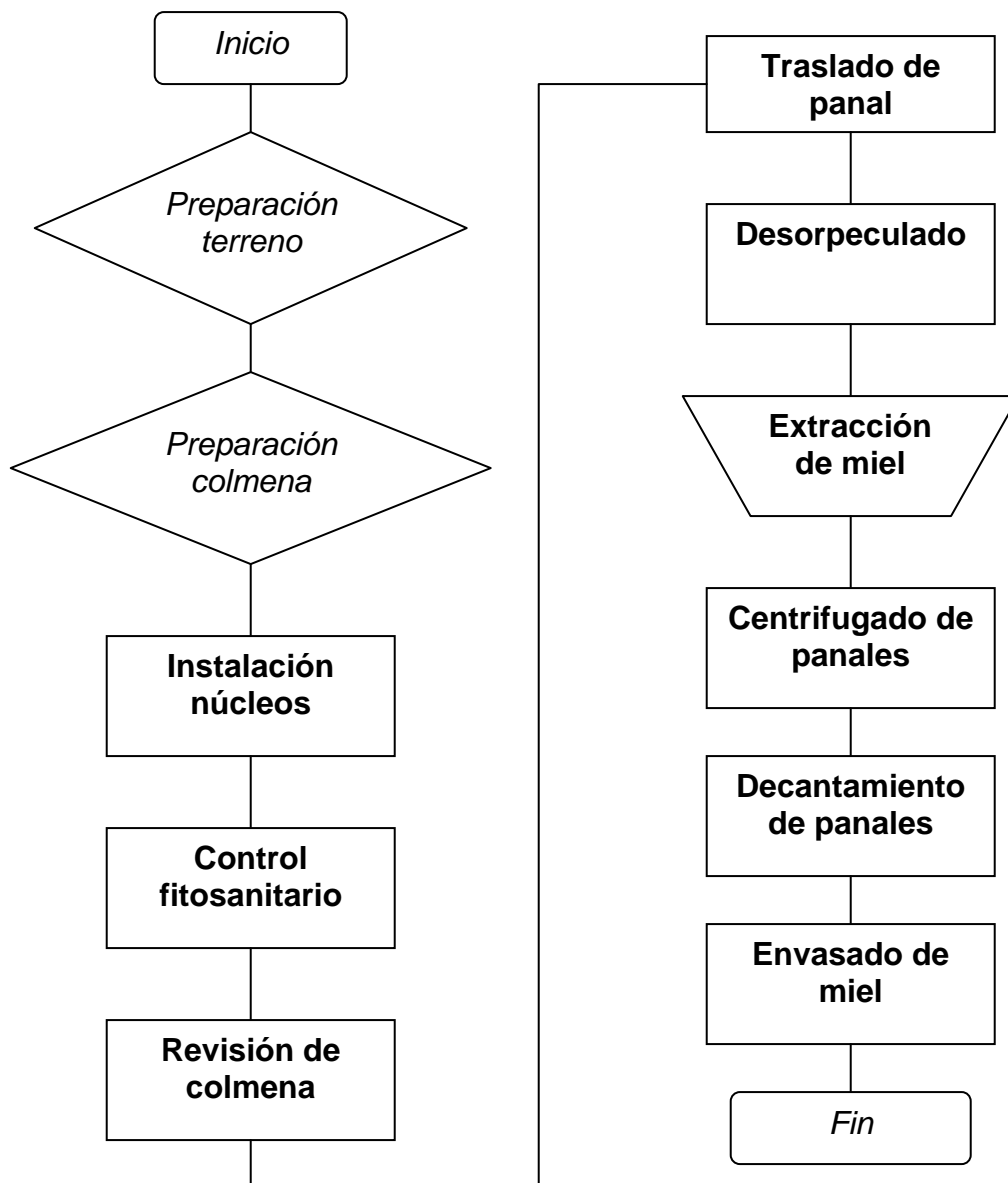 Inicio
Preparación
terreno
Preparación
colmena
Instalación
núcleos
Control
fitosanitario
Revisión de
colmena
Traslado de
panal
Desorpeculado
Extracción
de miel
Centrifugado de
panales
Decantamiento
de panales
Envasado de
miel
Fin